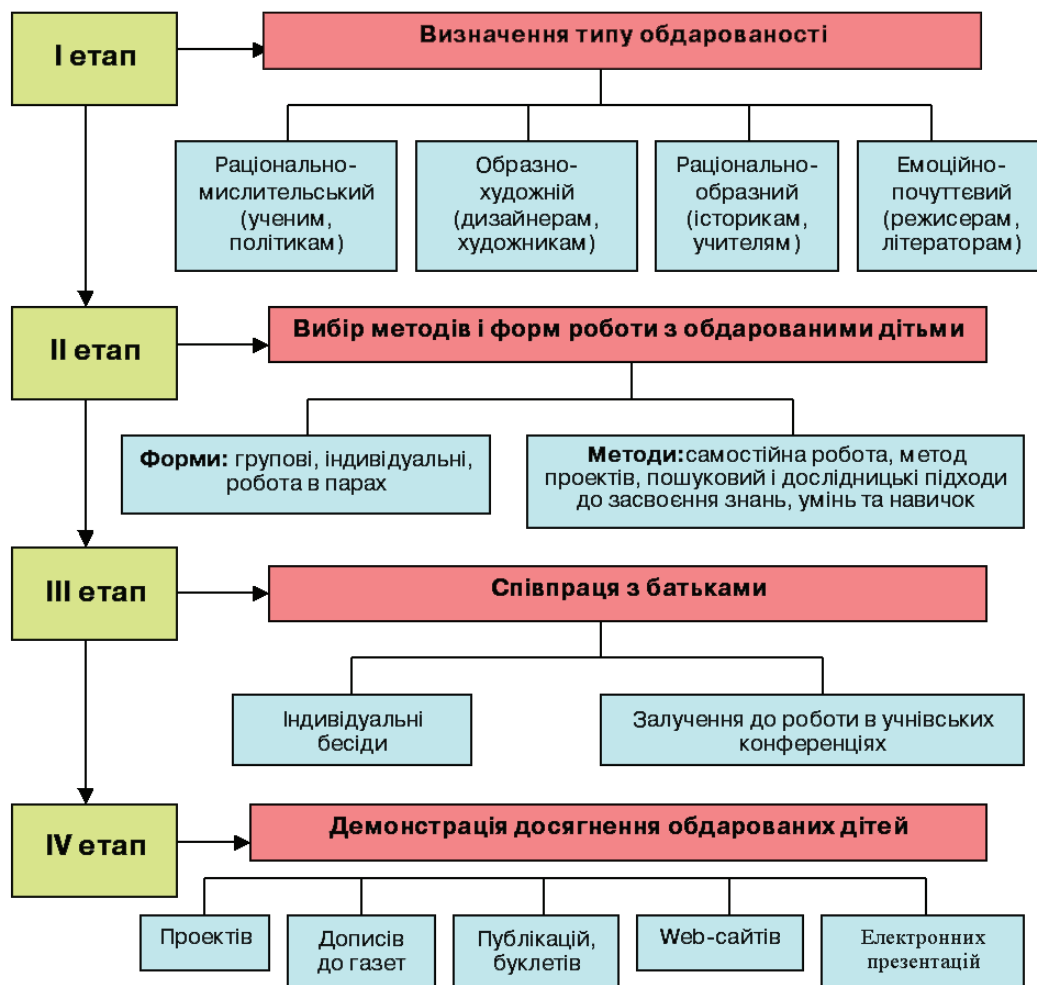 І етап
Визначення типу обдарованості
Раціонально-
мислительський
(ученим,
політикам)
Образно-
художній
(дизайнерам,
художникам)
Раціонально-
образний
(історикам,
учителям)
Емоційно-
почуттєвий
(режисерам,
літераторам)
ІІ етап
Вибір методів і форм роботи з обдарованими дітьми
Форми: групові, індивідуальні,
робота в парах
Методи:самостійна робота, метод
проектів, пошуковий і дослідницькі підходи
до засвоєння знань, умінь та навичок
ІІІ етап
Співпраця з батьками
Індивідуальні
бесіди
Залучення до роботи в учнівських
конференціях
IV етап
Демонстрація досягнення обдарованих дітей
Проектів
Дописів
до газет
Публікацій,
буклетів
Web-сайтів
Електронних
презентацій